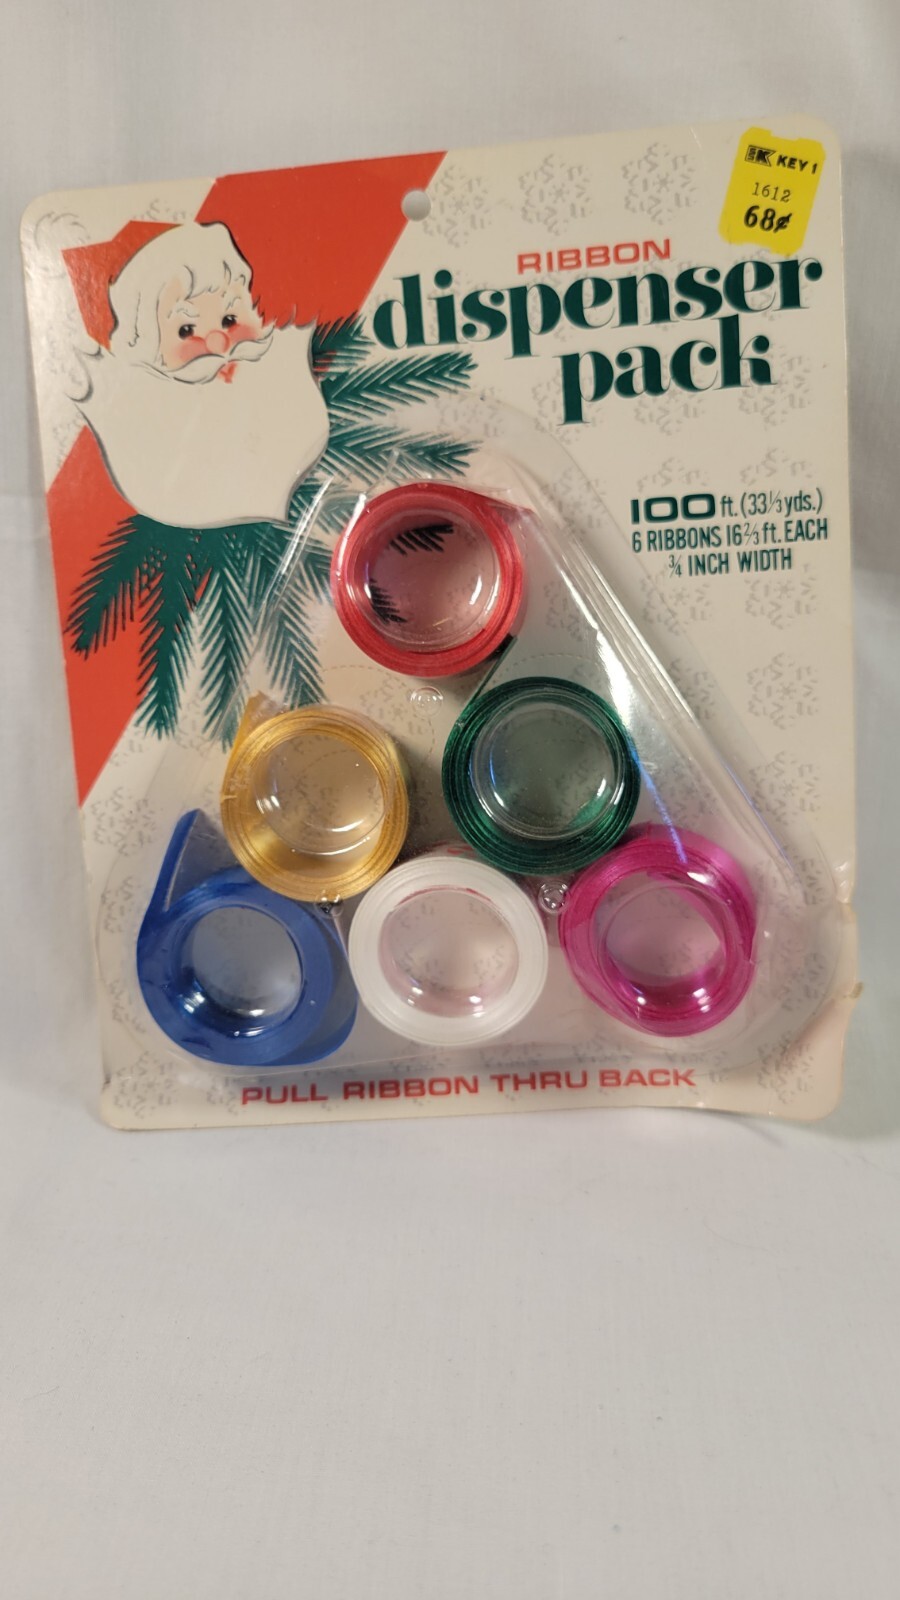 KEY 1
1612
68¢
RIBBON
dispenser
pack
100 ft. (33⅓ yds.)
6 RIBBONS 16⅔ ft. EACH
¾ INCH WIDTH
PULL RIBBON THRU BACK